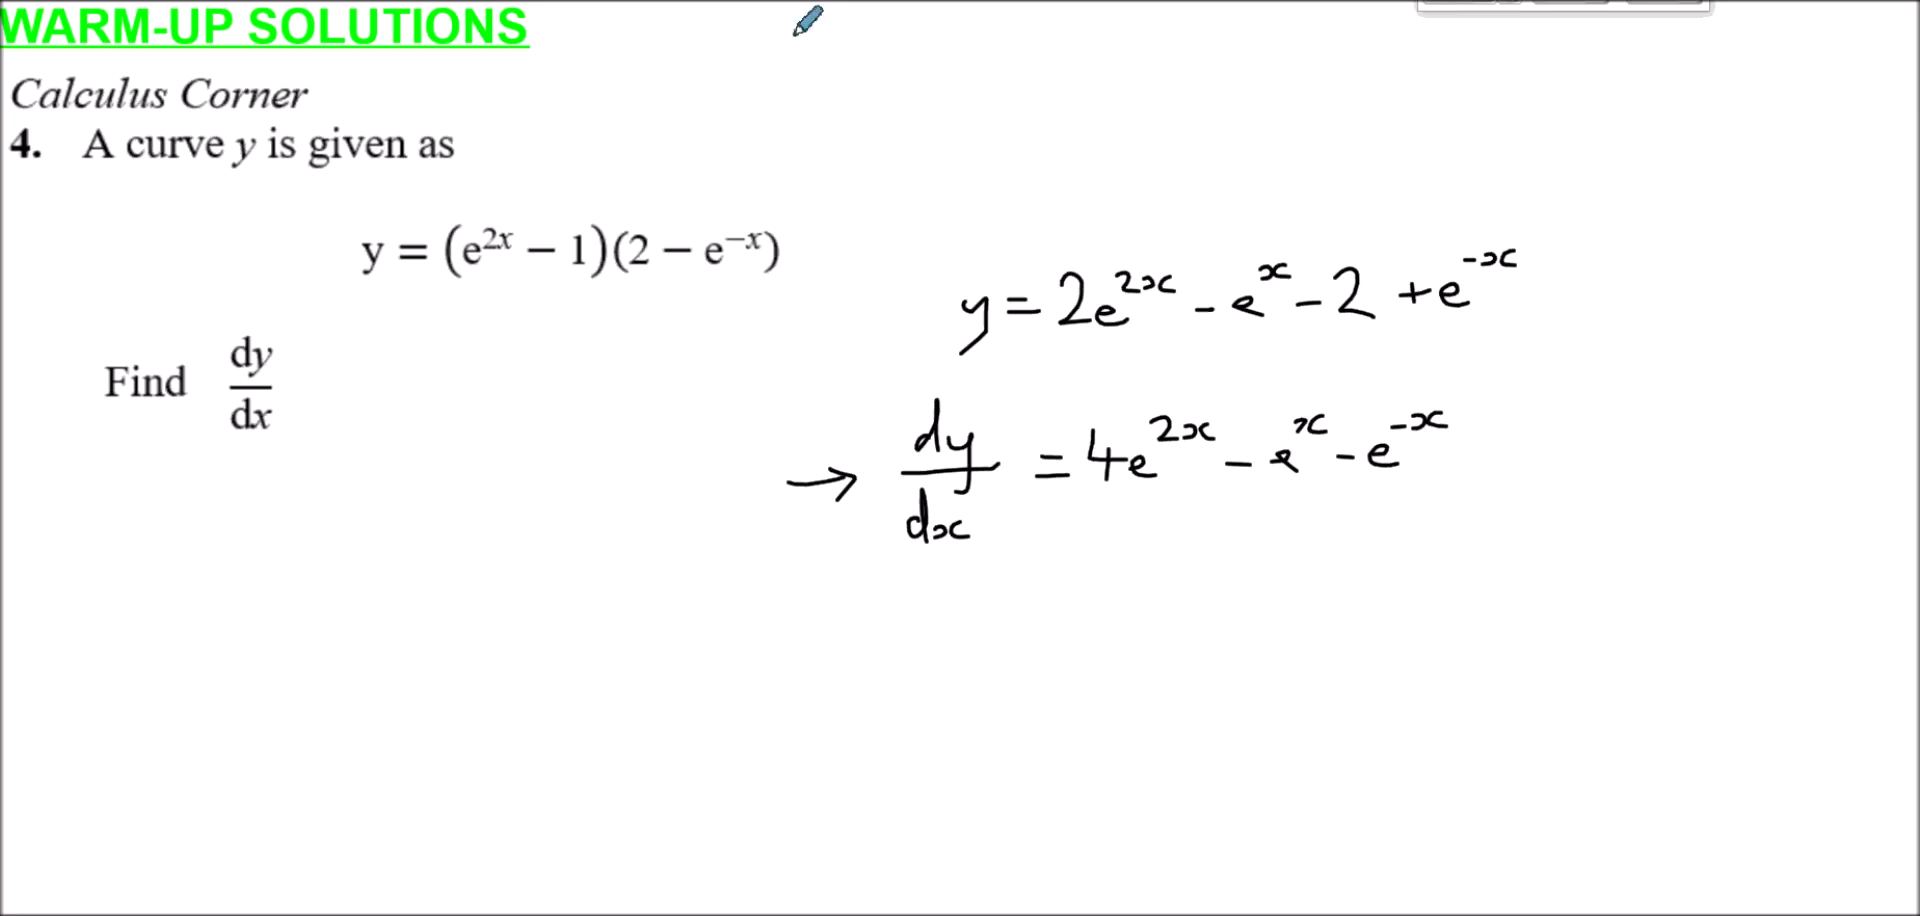 WARM-UP SOLUTIONS
Calculus Corner
4. A curve y is given as
y = (e^{2x} − 1)(2 − e^{−x})
y = 2e^{2x} - e^{x} - 2 + e^{-x}
Find dy/dx
→ dy/dx = 4e^{2x} - e^{x} - e^{-x}